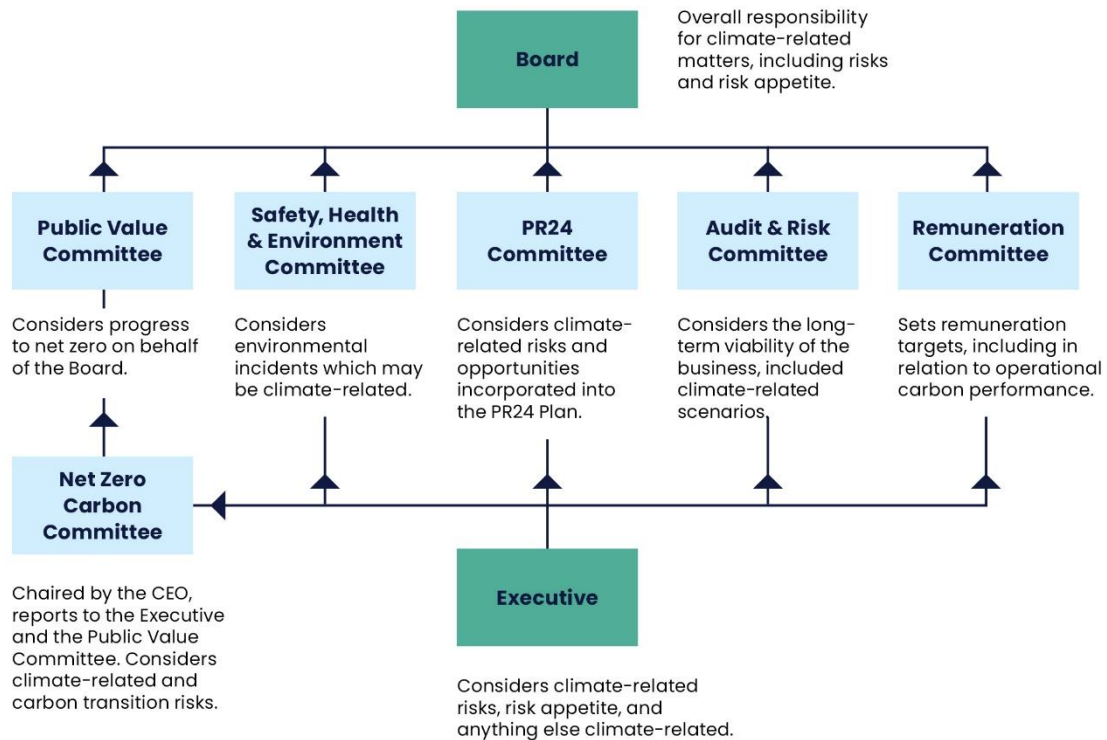 Board
Overall responsibility
for climate-related
matters, including risks
and risk appetite.
Public Value
Committee
Safety, Health
& Environment
Committee
PR24
Committee
Audit & Risk
Committee
Remuneration
Committee
Considers progress
to net zero on behalf
of the Board.
Considers
environmental
incidents which may
be climate-related.
Considers climate-
related risks and
opportunities
incorporated into
the PR24 Plan.
Considers the long-
term viability of the
business, included
climate-related
scenarios.
Sets remuneration
targets, including in
relation to operational
carbon performance.
Net Zero
Carbon
Committee
Chaired by the CEO,
reports to the Executive
and the Public Value
Committee. Considers
climate-related and
carbon transition risks.
Executive
Considers climate-related
risks, risk appetite, and
anything else climate-related.